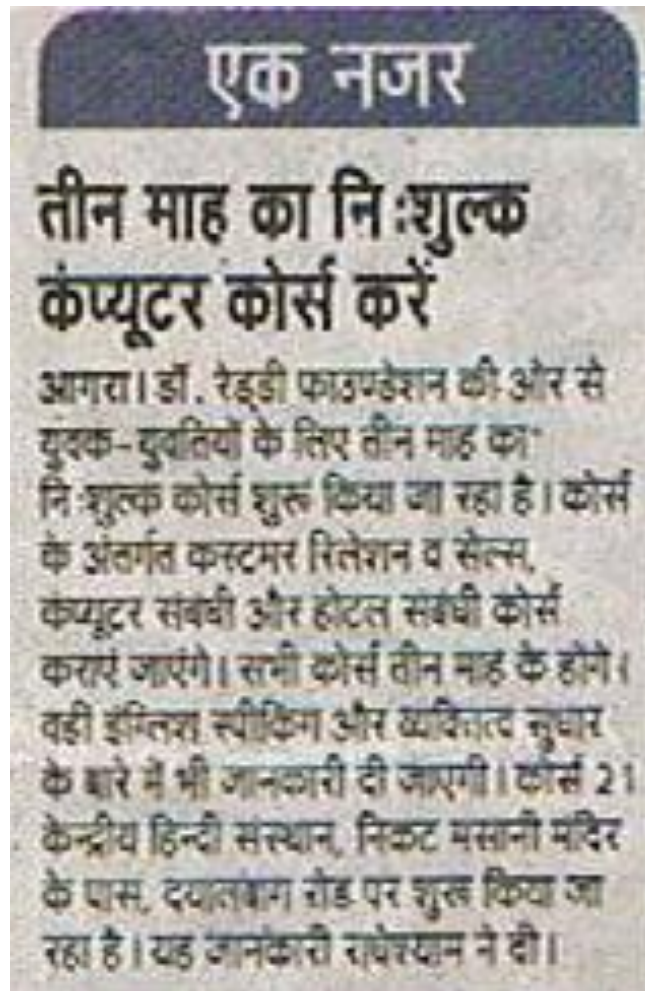 एक नजर
तीन माह का निःशुल्क
कंप्यूटर कोर्स करें
आगरा। डॉ. रेड्डी फाउण्डेशन की ओर से
युवक-युवतियों के लिए तीन माह का
निःशुल्क कोर्स शुरू किया जा रहा है। कोर्स
के अंतर्गत कस्टमर रिलेशन व सेल्स,
कंप्यूटर संबंधी और होटल संबंधी कोर्स
कराएं जाएंगे। सभी कोर्स तीन माह के होंगे।
वही इंग्लिश स्पीकिंग और व्यक्तित्व सुधार
के बारे में भी जानकारी दी जाएगी। कोर्स 21
केन्द्रीय हिन्दी संस्थान, निकट मसानी मंदिर
के पास, दयालबाग रोड पर शुरू किया जा
रहा है। यह जानकारी राधेश्याम ने दी।